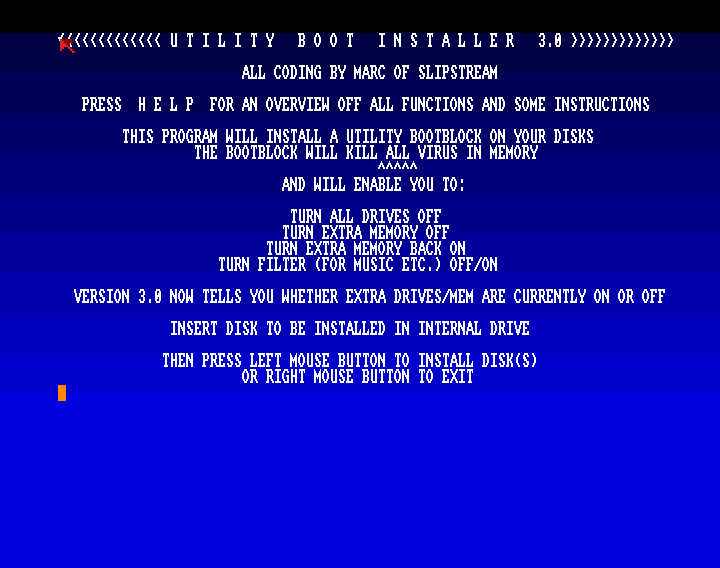 <<<<<<<<<<<<< U T I L I T Y   B O O T   I N S T A L L E R   3.0 >>>>>>>>>>>>>
ALL CODING BY MARC OF SLIPSTREAM
PRESS  H E L P  FOR AN OVERVIEW OFF ALL FUNCTIONS AND SOME INSTRUCTIONS
THIS PROGRAM WILL INSTALL A UTILITY BOOTBLOCK ON YOUR DISKS
THE BOOTBLOCK WILL KILL ALL VIRUS IN MEMORY
^^^^^
AND WILL ENABLE YOU TO:
TURN ALL DRIVES OFF
TURN EXTRA MEMORY OFF
TURN EXTRA MEMORY BACK ON
TURN FILTER (FOR MUSIC ETC.) OFF/ON
VERSION 3.0 NOW TELLS YOU WHETHER EXTRA DRIVES/MEM ARE CURRENTLY ON OR OFF
INSERT DISK TO BE INSTALLED IN INTERNAL DRIVE
THEN PRESS LEFT MOUSE BUTTON TO INSTALL DISK(S)
OR RIGHT MOUSE BUTTON TO EXIT